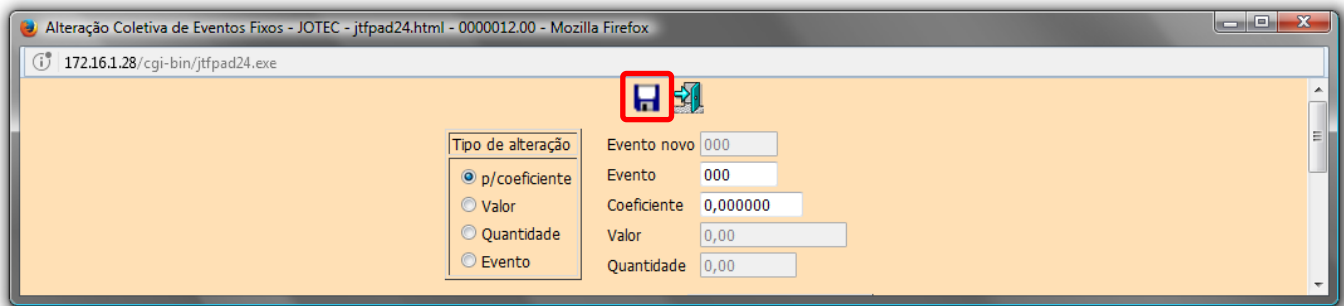 Alteração Coletiva de Eventos Fixos - JOTEC - jtfpad24.html - 0000012.00 - Mozilla Firefox
172.16.1.28/cgi-bin/jtfpad24.exe
Tipo de alteração
p/coeficiente
Valor
Quantidade
Evento
Evento novo 000
Evento 000
Coeficiente 0,000000
Valor 0,00
Quantidade 0,00